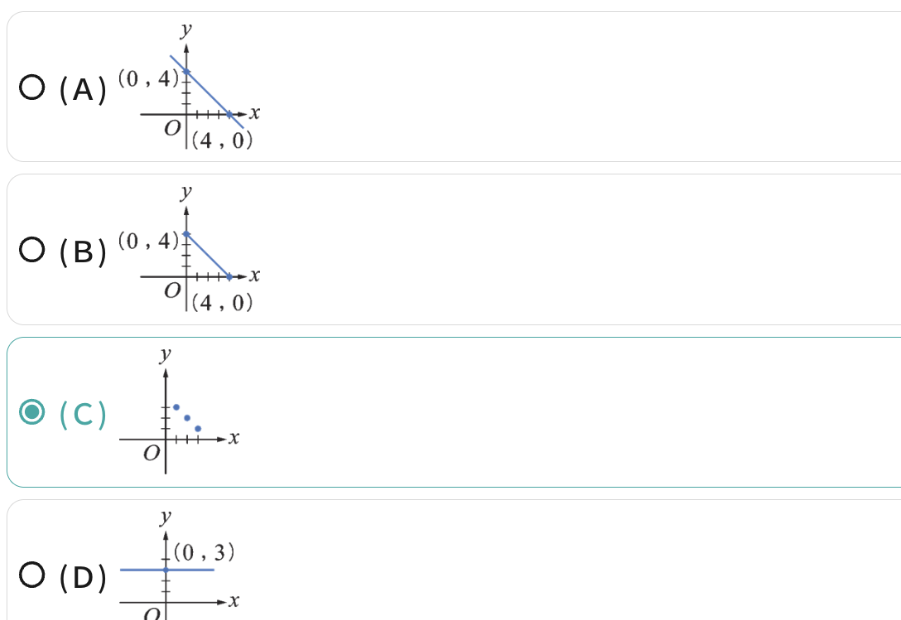 y
(A) (0 , 4) x
O (4 , 0)
y
(B) (0 , 4) x
O (4 , 0)
y
(C) x
O
y
(0 , 3)
(D) x
O